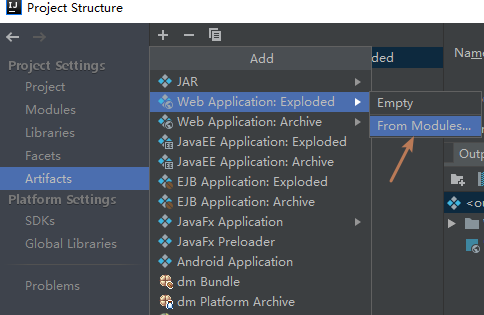 Project Structure
Project Settings
Project
Modules
Libraries
Facets
Artifacts
Platform Settings
SDKs
Global Libraries
Problems
Add
JAR
Web Application: Exploded
Web Application: Archive
JavaEE Application: Exploded
JavaEE Application: Archive
EJB Application: Exploded
EJB Application: Archive
JavaFx Application
JavaFx Preloader
Android Application
dm Bundle
dm Platform Archive
ded
Empty
From Modules...
Name
Outp
<ou